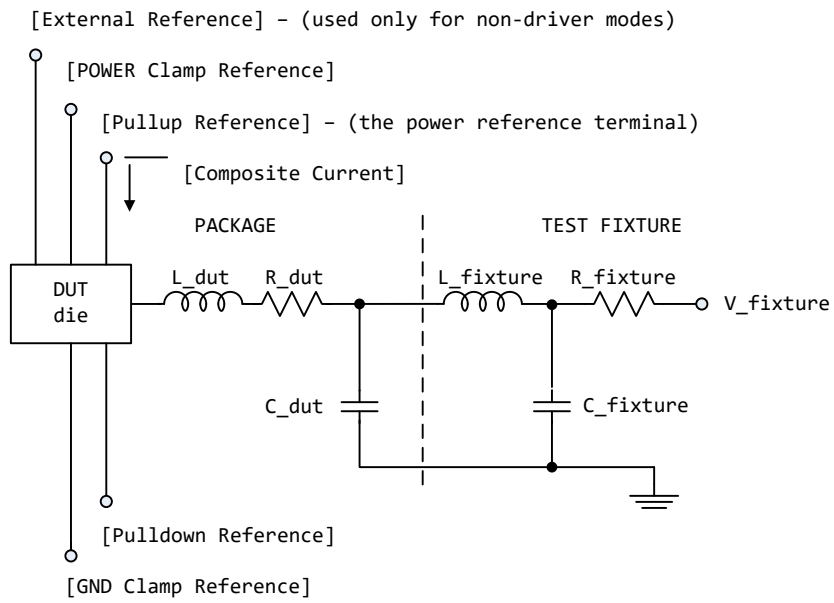 [External Reference] – (used only for non-driver modes)
[POWER Clamp Reference]
[Pullup Reference] – (the power reference terminal)
[Composite Current]
PACKAGE
TEST FIXTURE
L_dut
R_dut
L_fixture
R_fixture
DUT
die
V_fixture
C_dut
C_fixture
[Pulldown Reference]
[GND Clamp Reference]